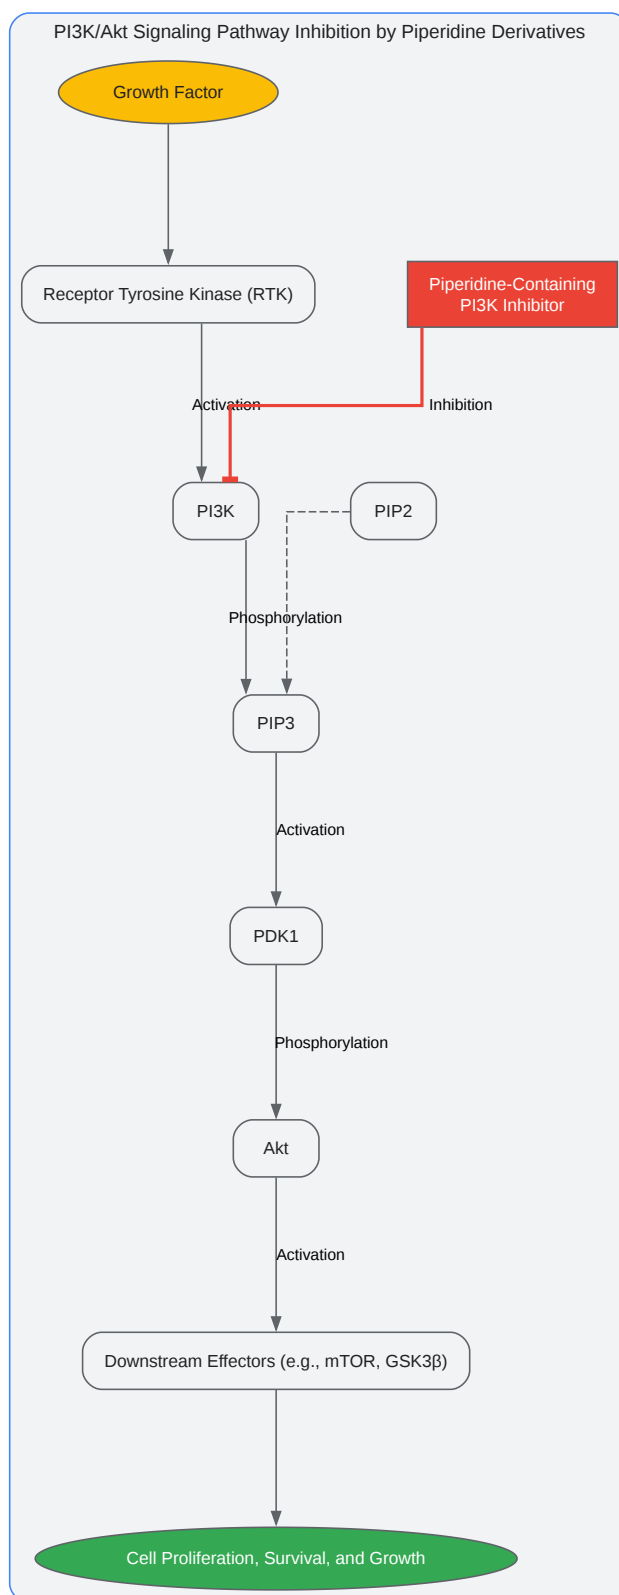 PI3K/Akt Signaling Pathway Inhibition by Piperidine Derivatives
Growth Factor
Receptor Tyrosine Kinase (RTK)
Piperidine-Containing
PI3K Inhibitor
Activation
Inhibition
PI3K
PIP2
Phosphorylation
PIP3
Activation
PDK1
Phosphorylation
Akt
Activation
Downstream Effectors (e.g., mTOR, GSK3β)
Cell Proliferation, Survival, and Growth